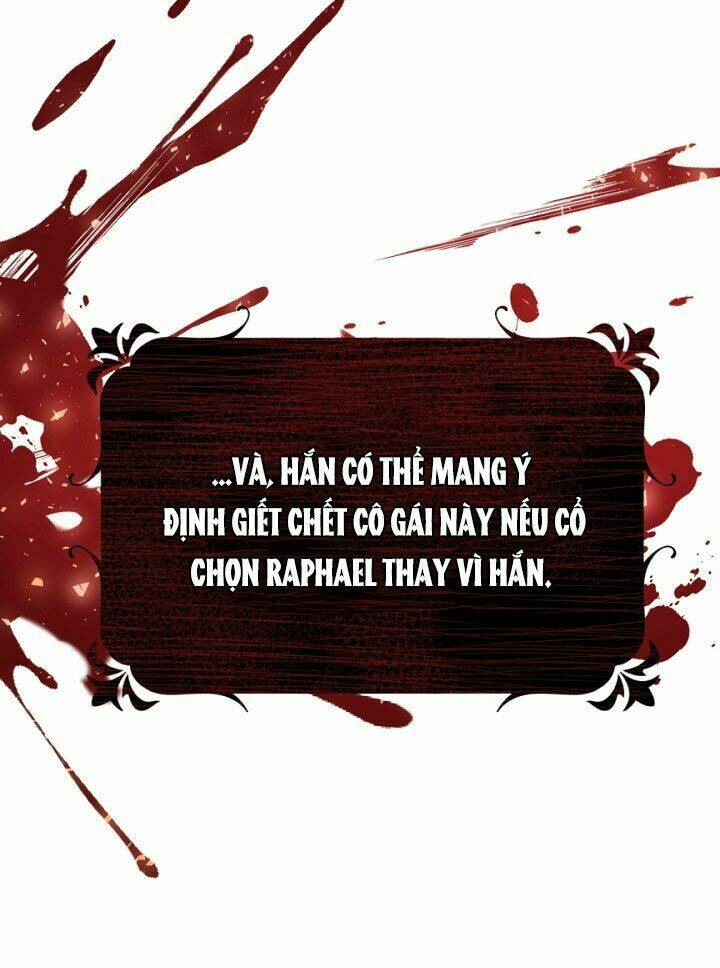 ...VÀ, HẮN CÓ THỂ MANG Ý
ĐỊNH GIẾT CHẾT CÔ GÁI NÀY NẾU CỔ
CHỌN RAPHAEL THAY VÌ HẮN.